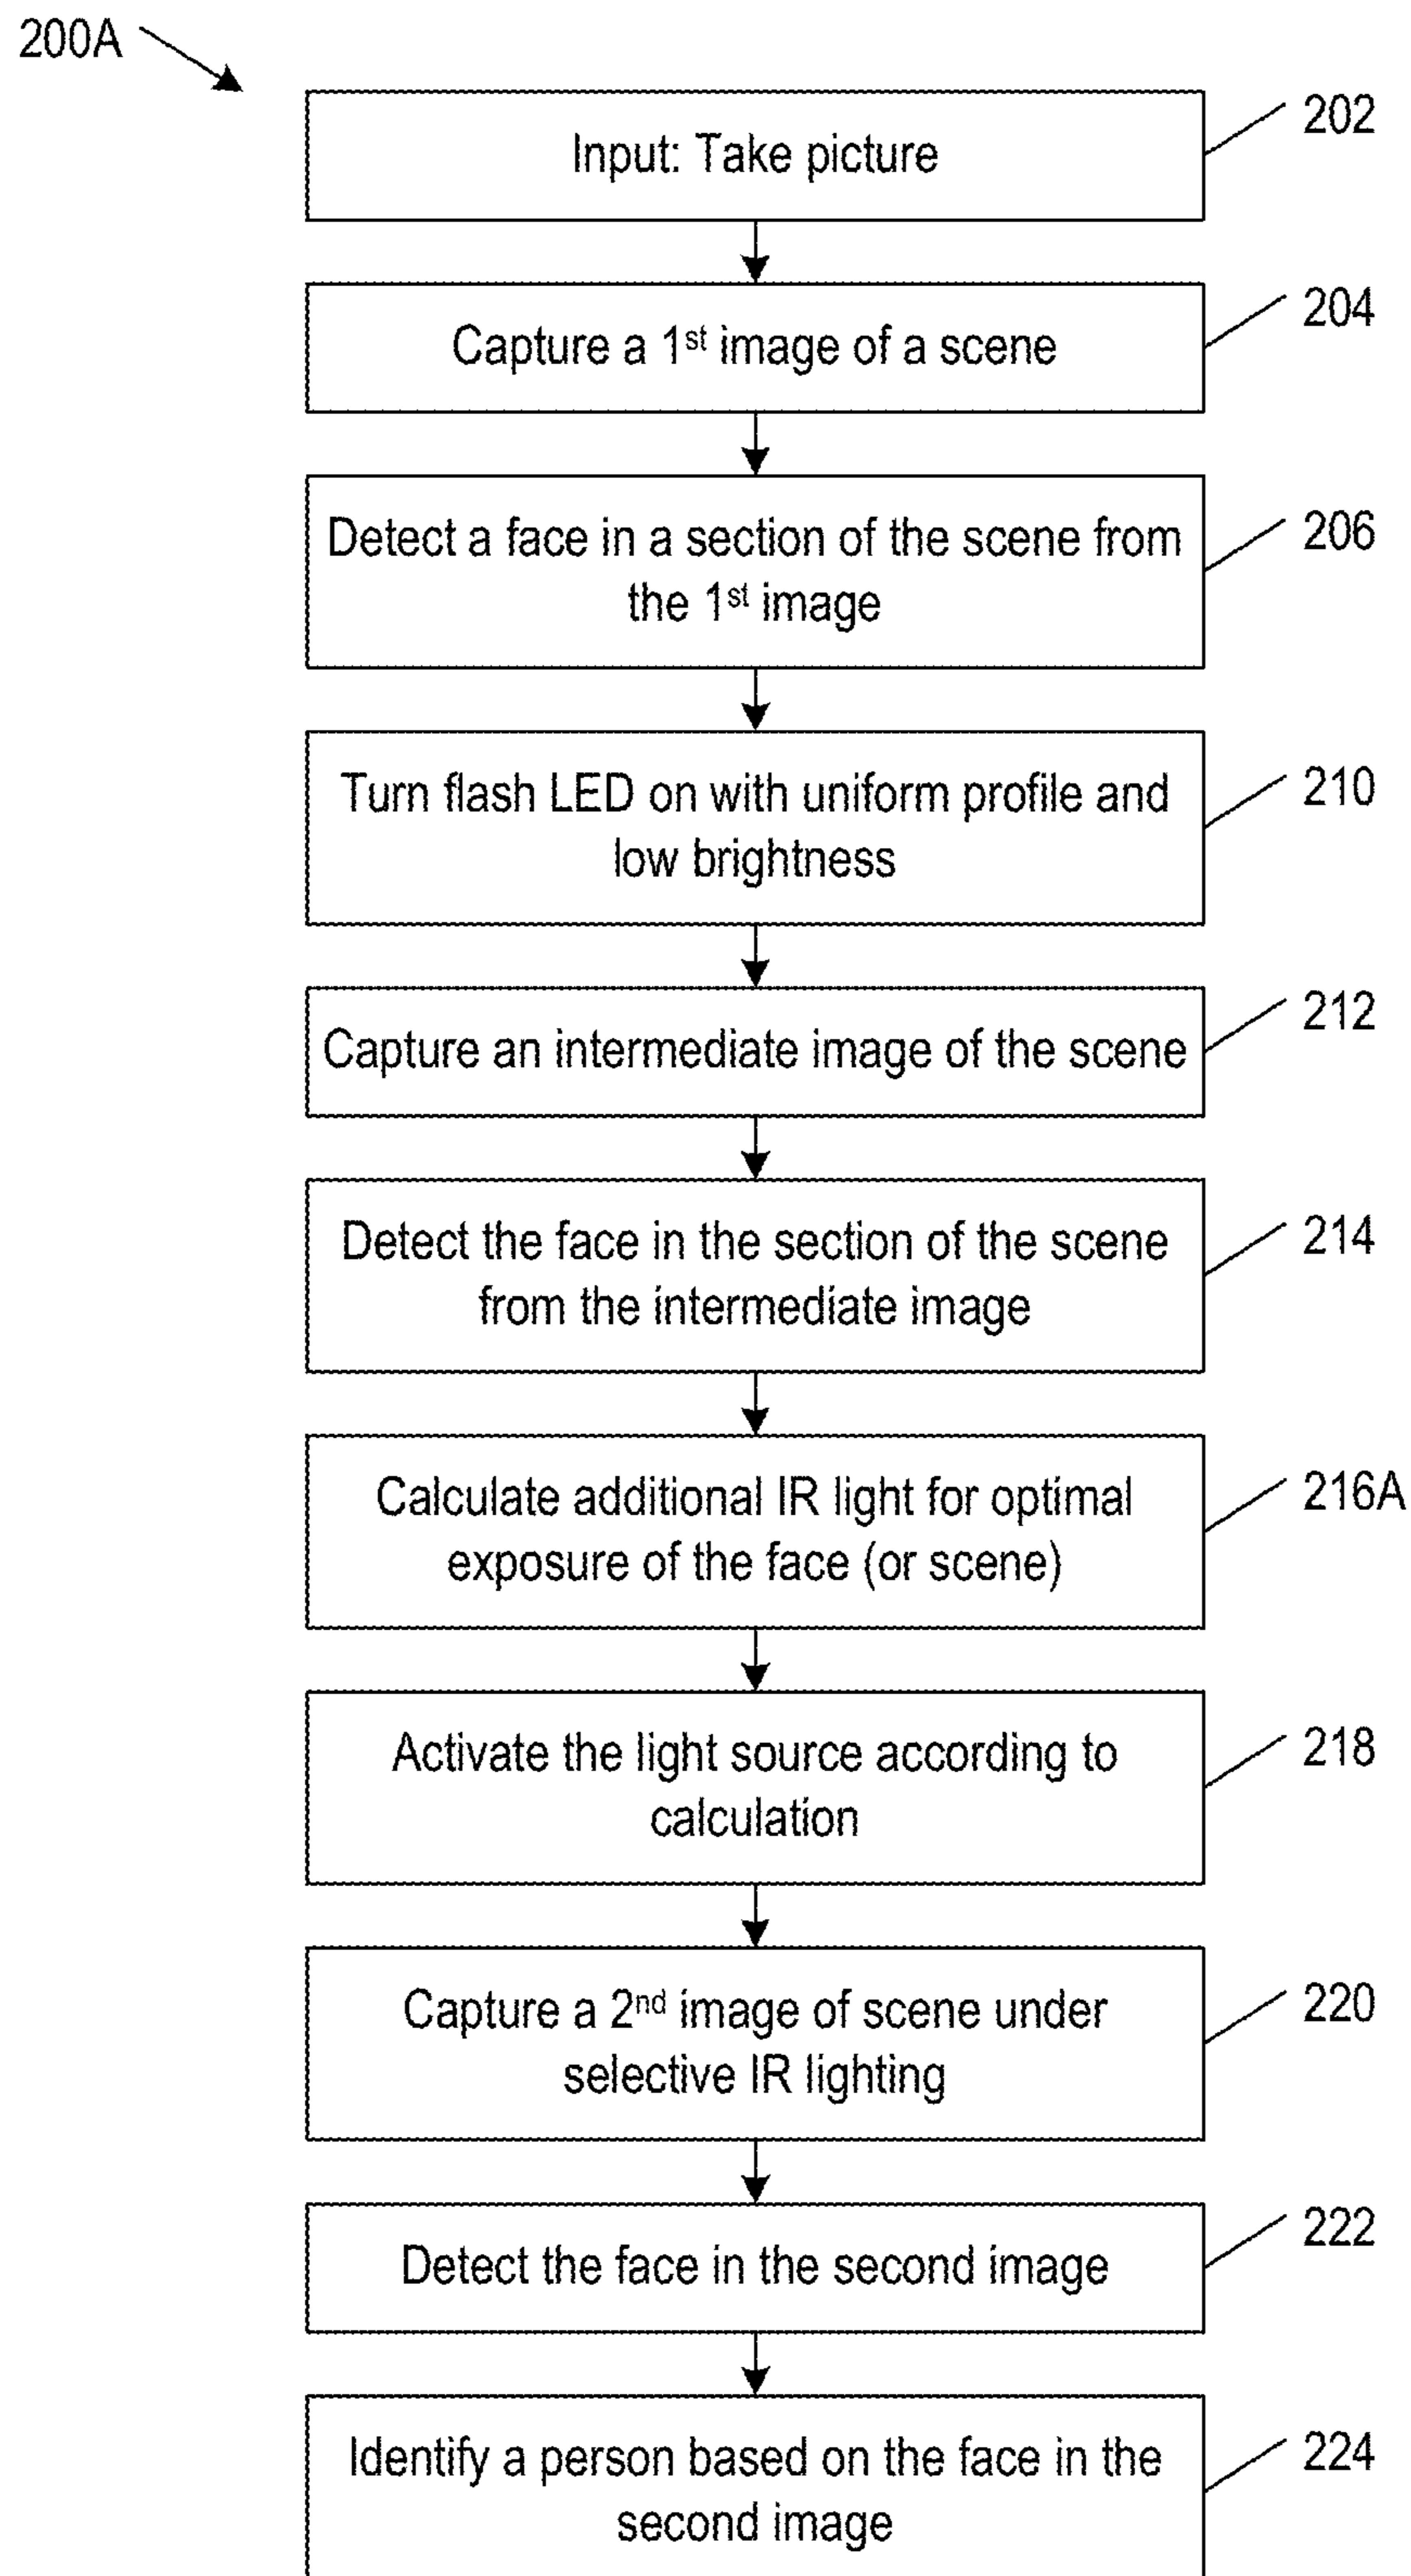 200A
Input: Take picture
202
Capture a 1st image of a scene
204
Detect a face in a section of the scene from
the 1st image
206
Turn flash LED on with uniform profile and
low brightness
210
Capture an intermediate image of the scene
212
Detect the face in the section of the scene
from the intermediate image
214
Calculate additional IR light for optimal
exposure of the face (or scene)
216A
Activate the light source according to
calculation
218
Capture a 2nd image of scene under
selective IR lighting
220
Detect the face in the second image
222
Identify a person based on the face in the
second image
224